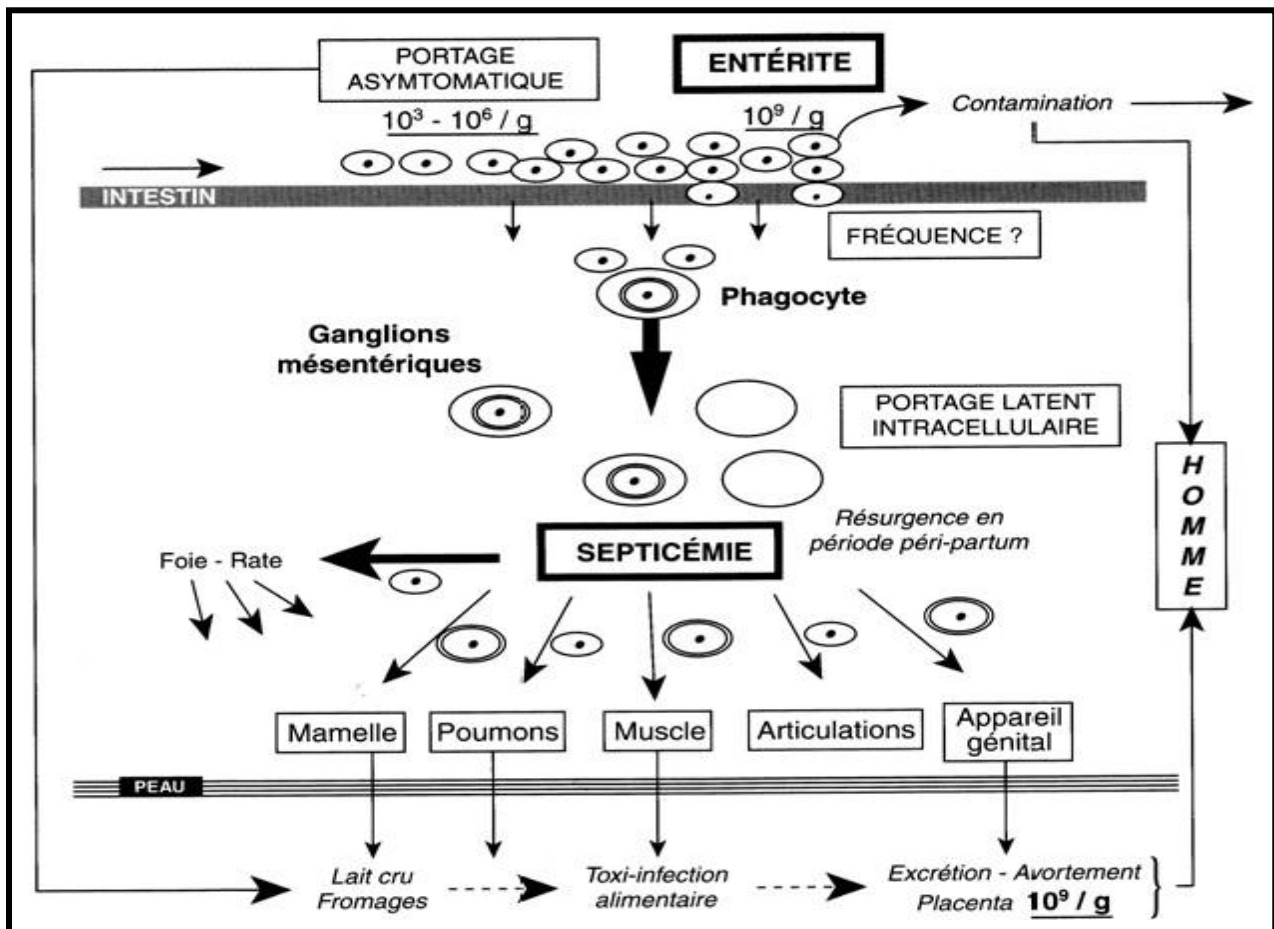 PORTAGE
ASYMTOMATIQUE
10³ - 10⁶ / g
ENTÉRITE
10⁹ / g
Contamination
INTESTIN
FRÉQUENCE ?
Phagocyte
Ganglions
mésentériques
PORTAGE LATENT
INTRACELLULAIRE
HOMME
Résurgence en
période péri-partum
SEPTICÉMIE
Foie - Rate
Mamelle
Poumons
Muscle
Articulations
Appareil
génital
PEAU
Lait cru
Fromages
Toxi-infection
alimentaire
Excrétion - Avortement
Placenta 10⁹ / g